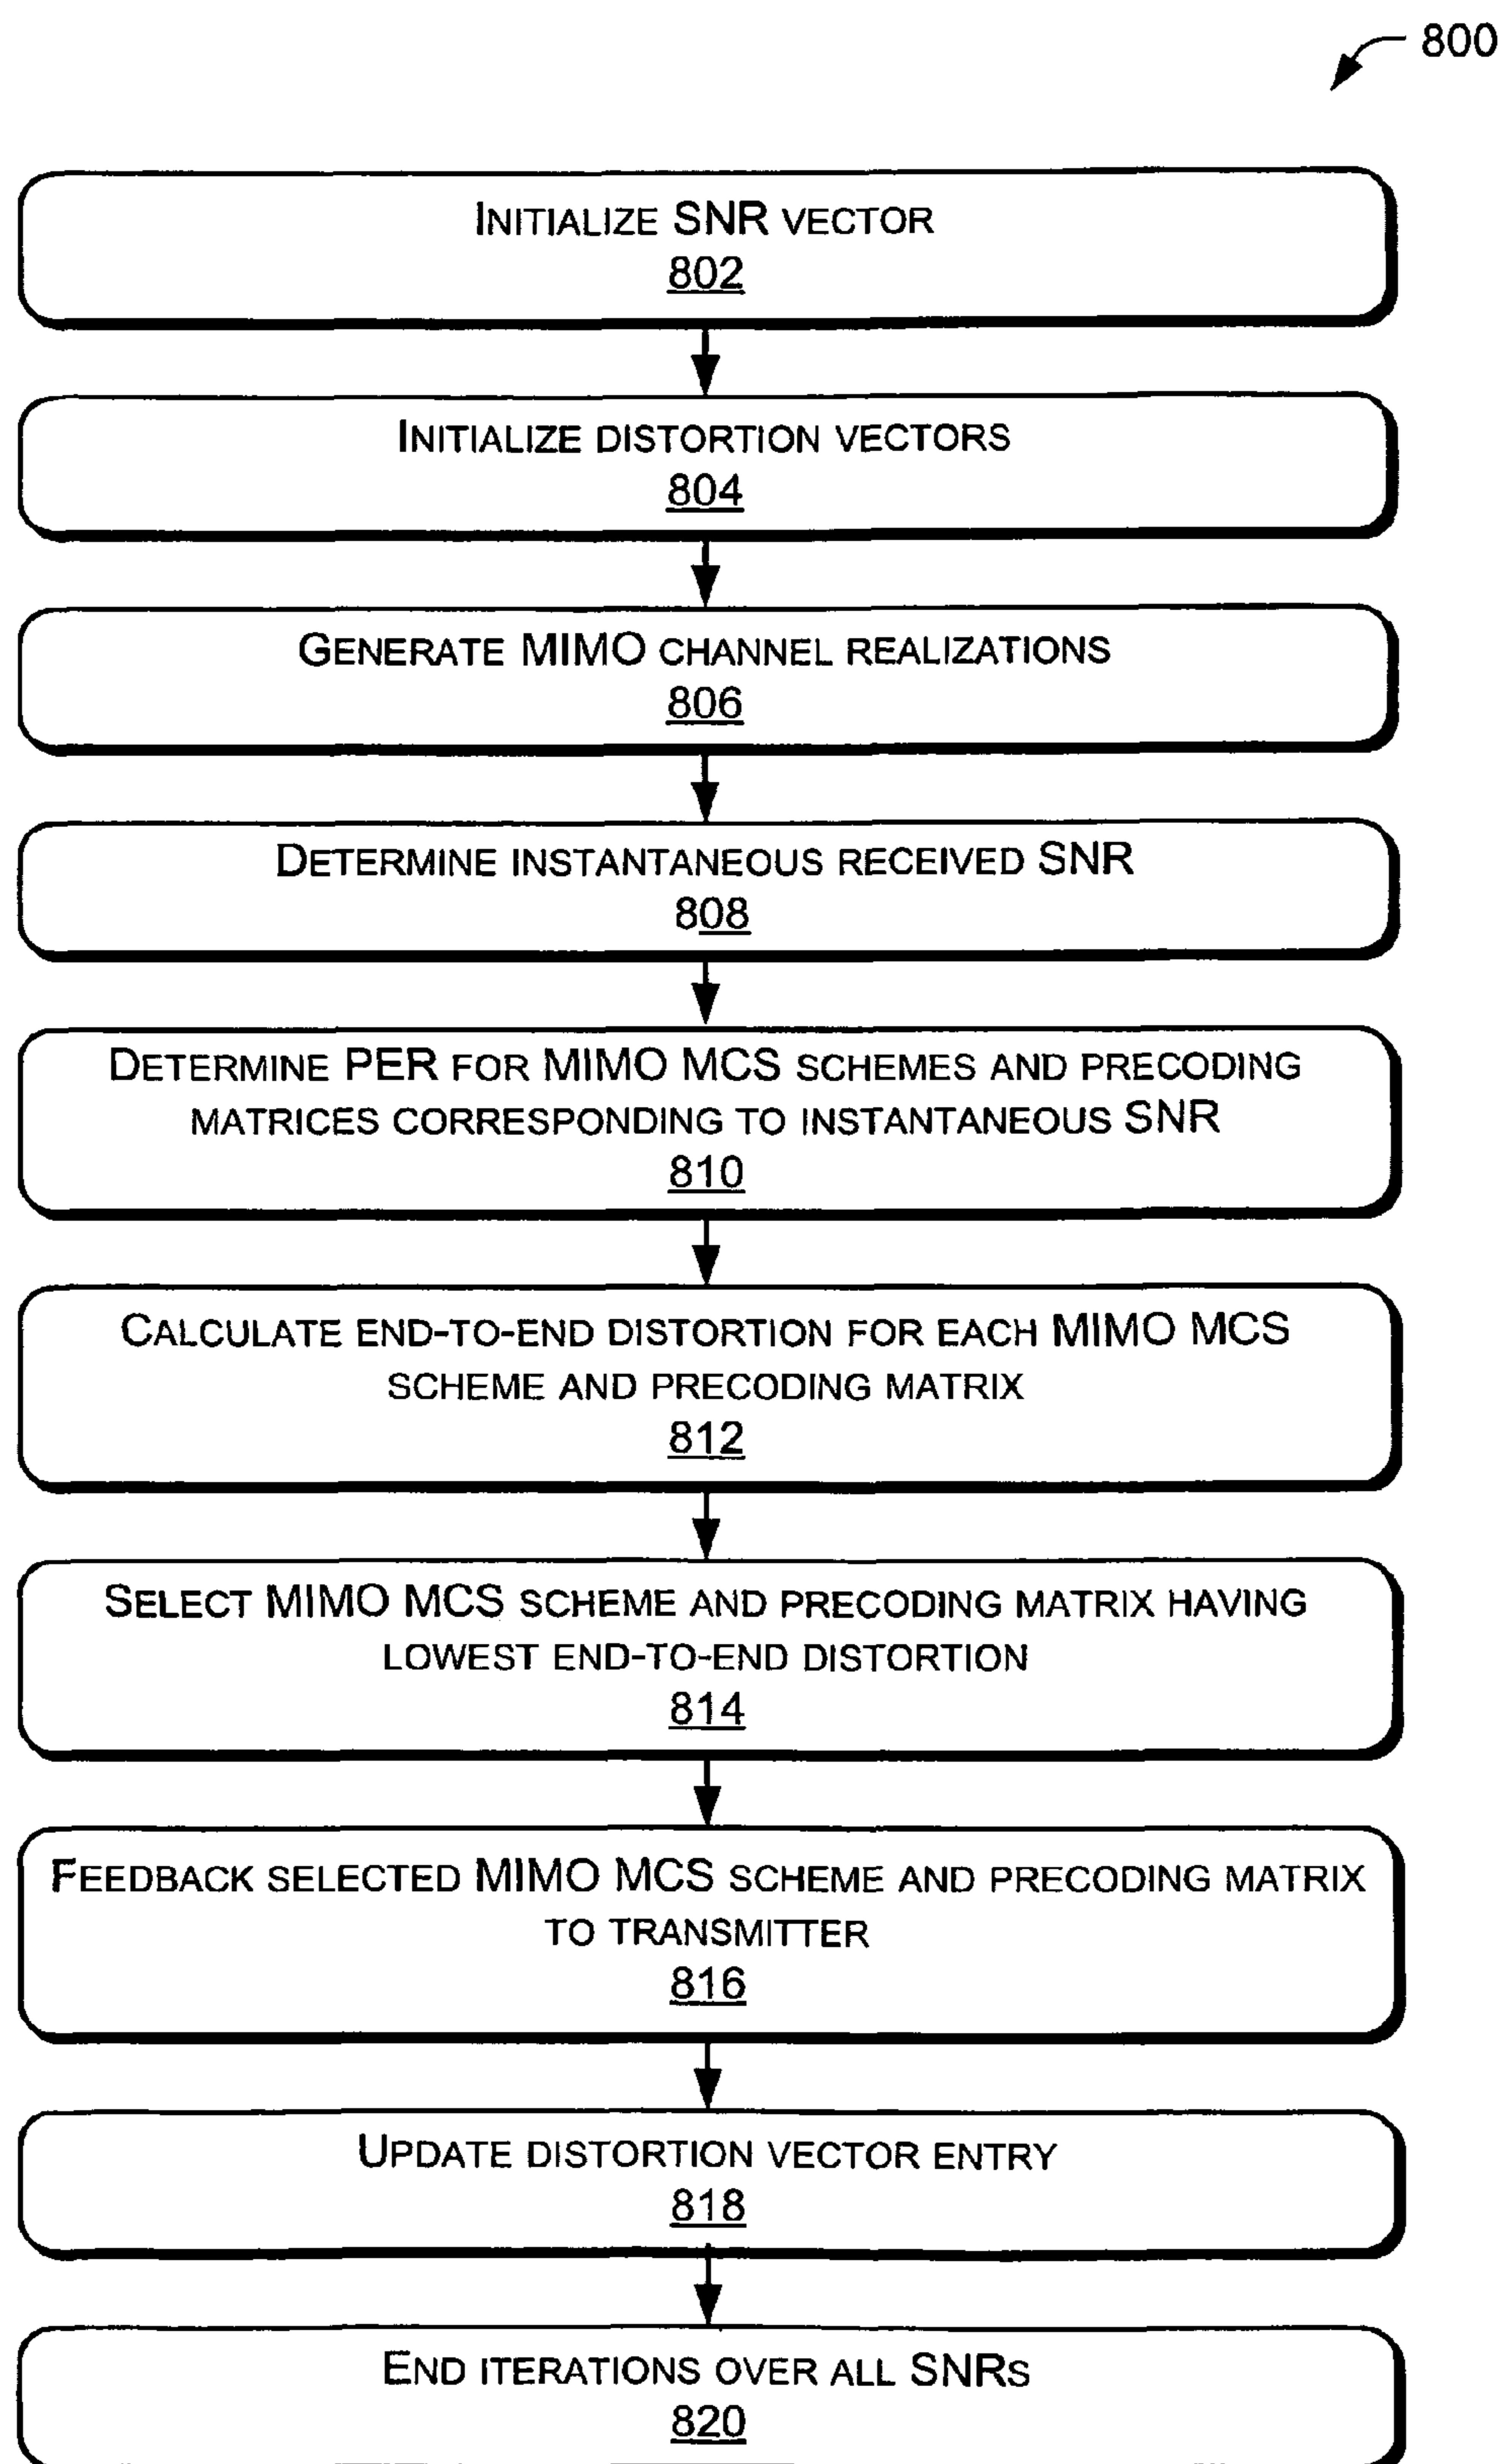 800
INITIALIZE SNR VECTOR
802
INITIALIZE DISTORTION VECTORS
804
GENERATE MIMO CHANNEL REALIZATIONS
806
DETERMINE INSTANTANEOUS RECEIVED SNR
808
DETERMINE PER FOR MIMO MCS SCHEMES AND PRECODING
MATRICES CORRESPONDING TO INSTANTANEOUS SNR
810
CALCULATE END-TO-END DISTORTION FOR EACH MIMO MCS
SCHEME AND PRECODING MATRIX
812
SELECT MIMO MCS SCHEME AND PRECODING MATRIX HAVING
LOWEST END-TO-END DISTORTION
814
FEEDBACK SELECTED MIMO MCS SCHEME AND PRECODING MATRIX
TO TRANSMITTER
816
UPDATE DISTORTION VECTOR ENTRY
818
END ITERATIONS OVER ALL SNRS
820